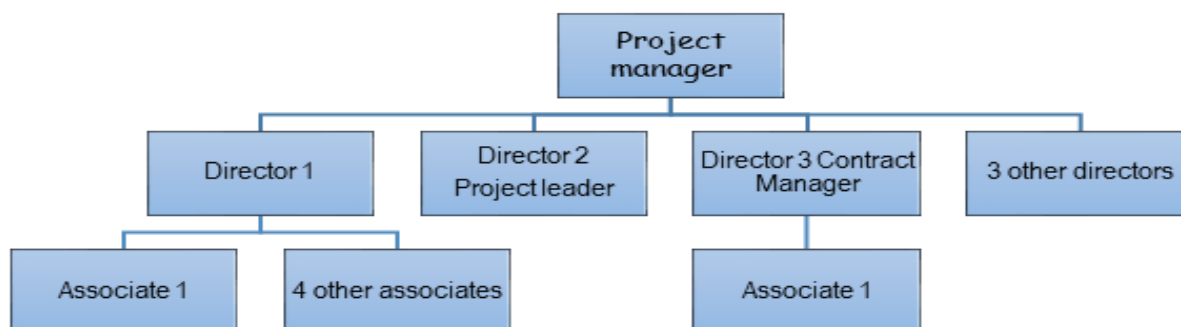 Project
manager
Director 1
Director 2
Project leader
Director 3 Contract
Manager
3 other directors
Associate 1
4 other associates
Associate 1